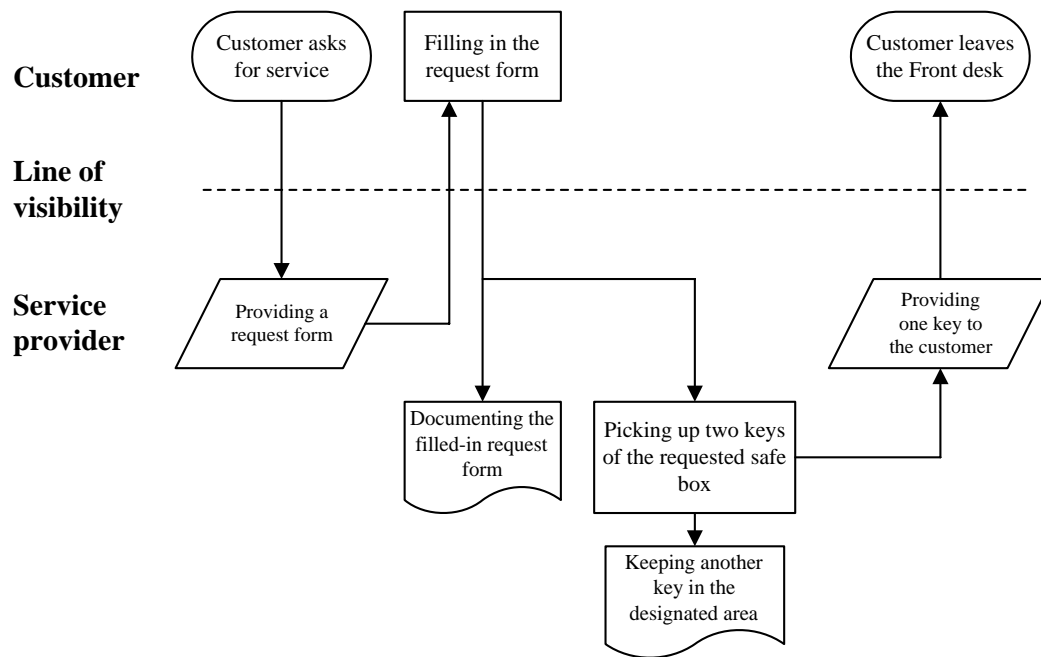 Customer
Customer asks
for service
Filling in the
request form
Customer leaves
the Front desk
Line of
visibility
Service
provider
Providing a
request form
Providing
one key to
the customer
Documenting the
filled-in request
form
Picking up two keys
of the requested safe
box
Keeping another
key in the
designated area